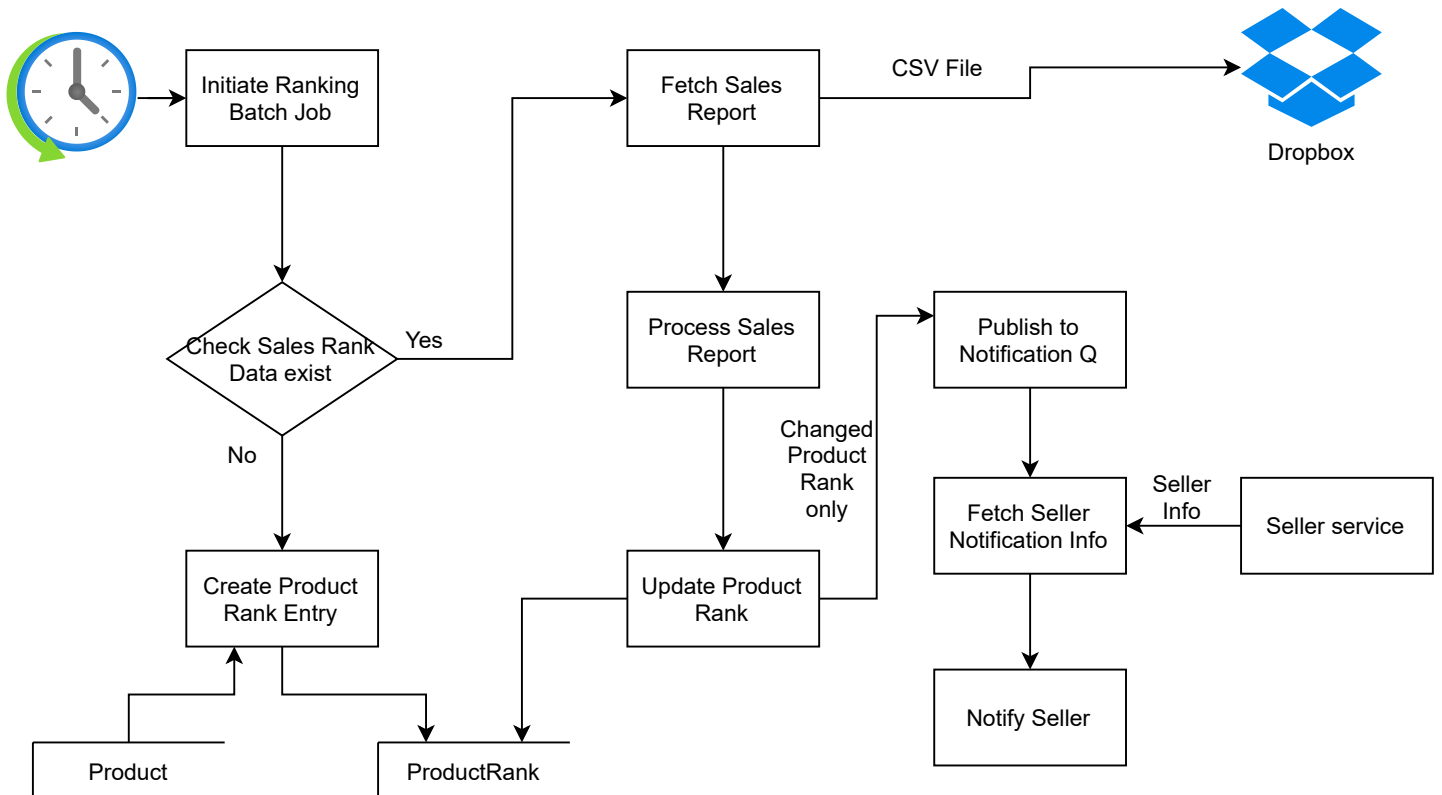 Initiate Ranking
Batch Job
Fetch Sales
Report
CSV File
Dropbox
Check Sales Rank
Data exist
Yes
No
Process Sales
Report
Publish to
Notification Q
Changed
Product
Rank
only
Fetch Seller
Notification Info
Seller
Info
Seller service
Create Product
Rank Entry
Update Product
Rank
Notify Seller
Product
ProductRank